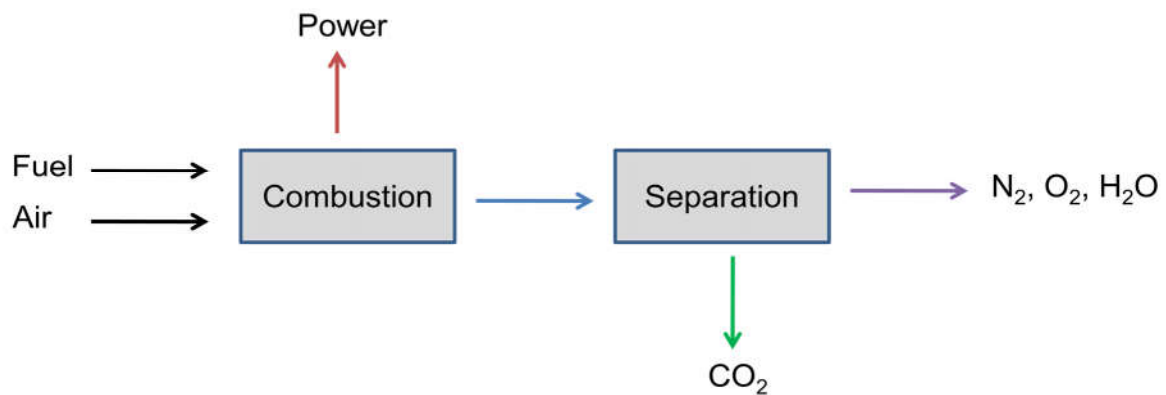 Power
Fuel
Air
Combustion
Separation
N₂, O₂, H₂O
CO₂